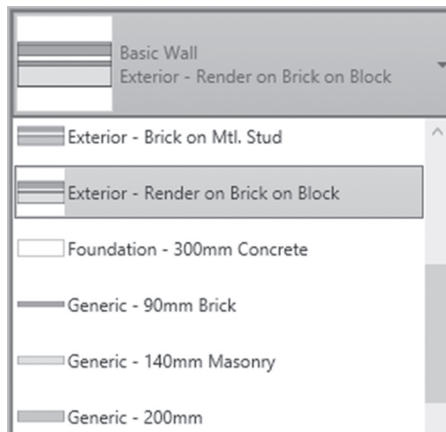 Basic Wall
Exterior - Render on Brick on Block
Exterior - Brick on Mtl. Stud
Exterior - Render on Brick on Block
Foundation - 300mm Concrete
Generic - 90mm Brick
Generic - 140mm Masonry
Generic - 200mm